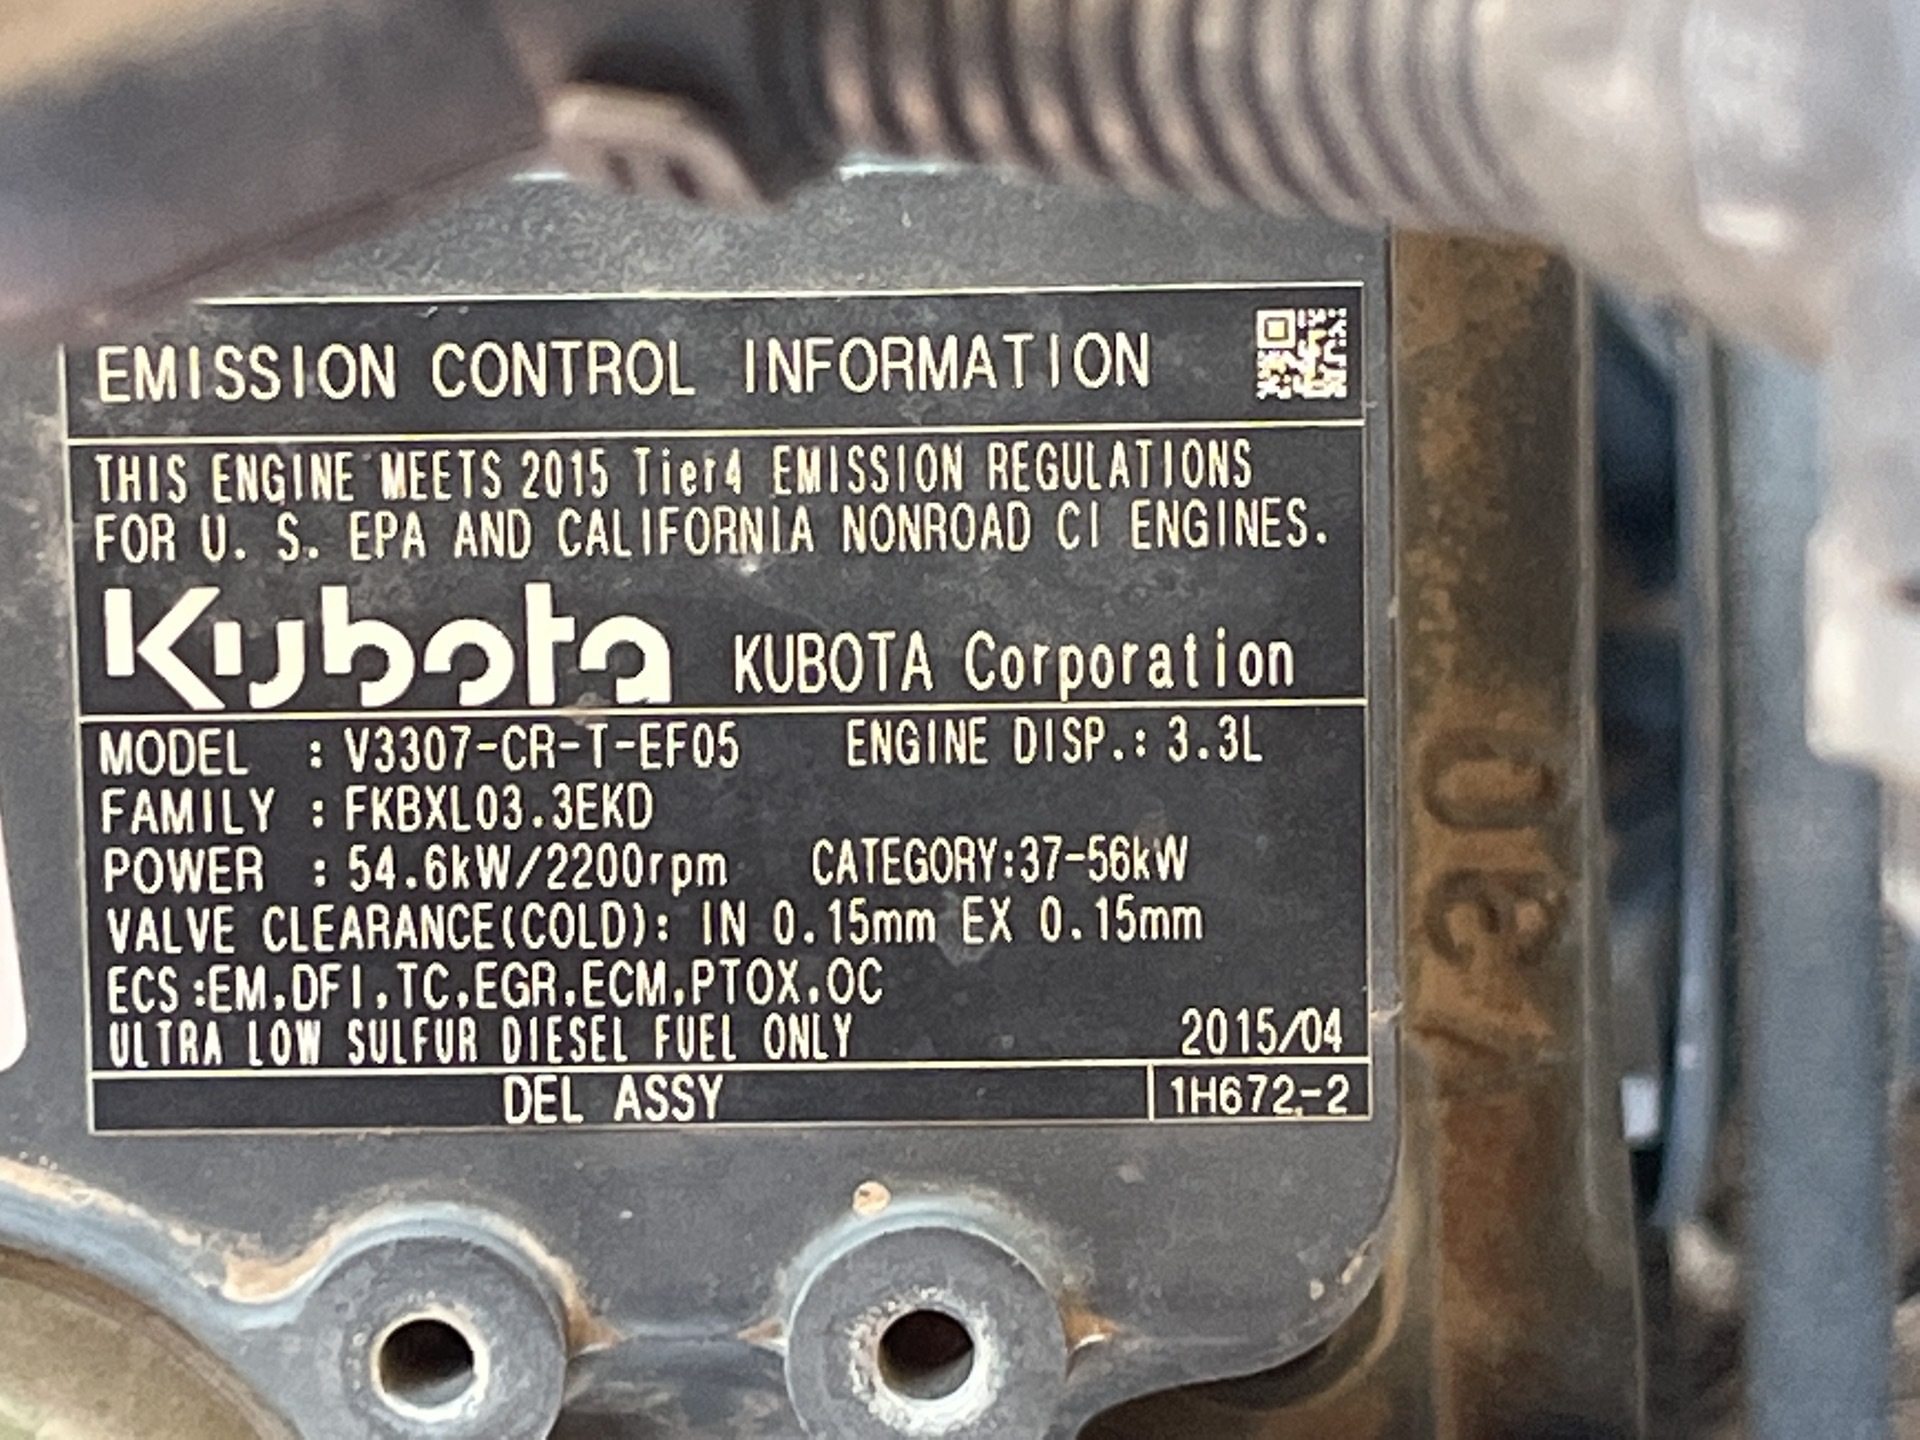 EMISSION CONTROL INFORMATION
THIS ENGINE MEETS 2015 Tier4 EMISSION REGULATIONS
FOR U. S. EPA AND CALIFORNIA NONROAD CI ENGINES.
Kubota KUBOTA Corporation
MODEL : V3307-CR-T-EF05 ENGINE DISP.: 3.3L
FAMILY : FKBXL03.3EKD
POWER : 54.6kW/2200rpm CATEGORY:37-56kW
VALVE CLEARANCE(COLD): IN 0.15mm EX 0.15mm
ECS:EM,DFI,TC,EGR,ECM,PTOX,OC
ULTRA LOW SULFUR DIESEL FUEL ONLY 2015/04
DEL ASSY 1H672-2